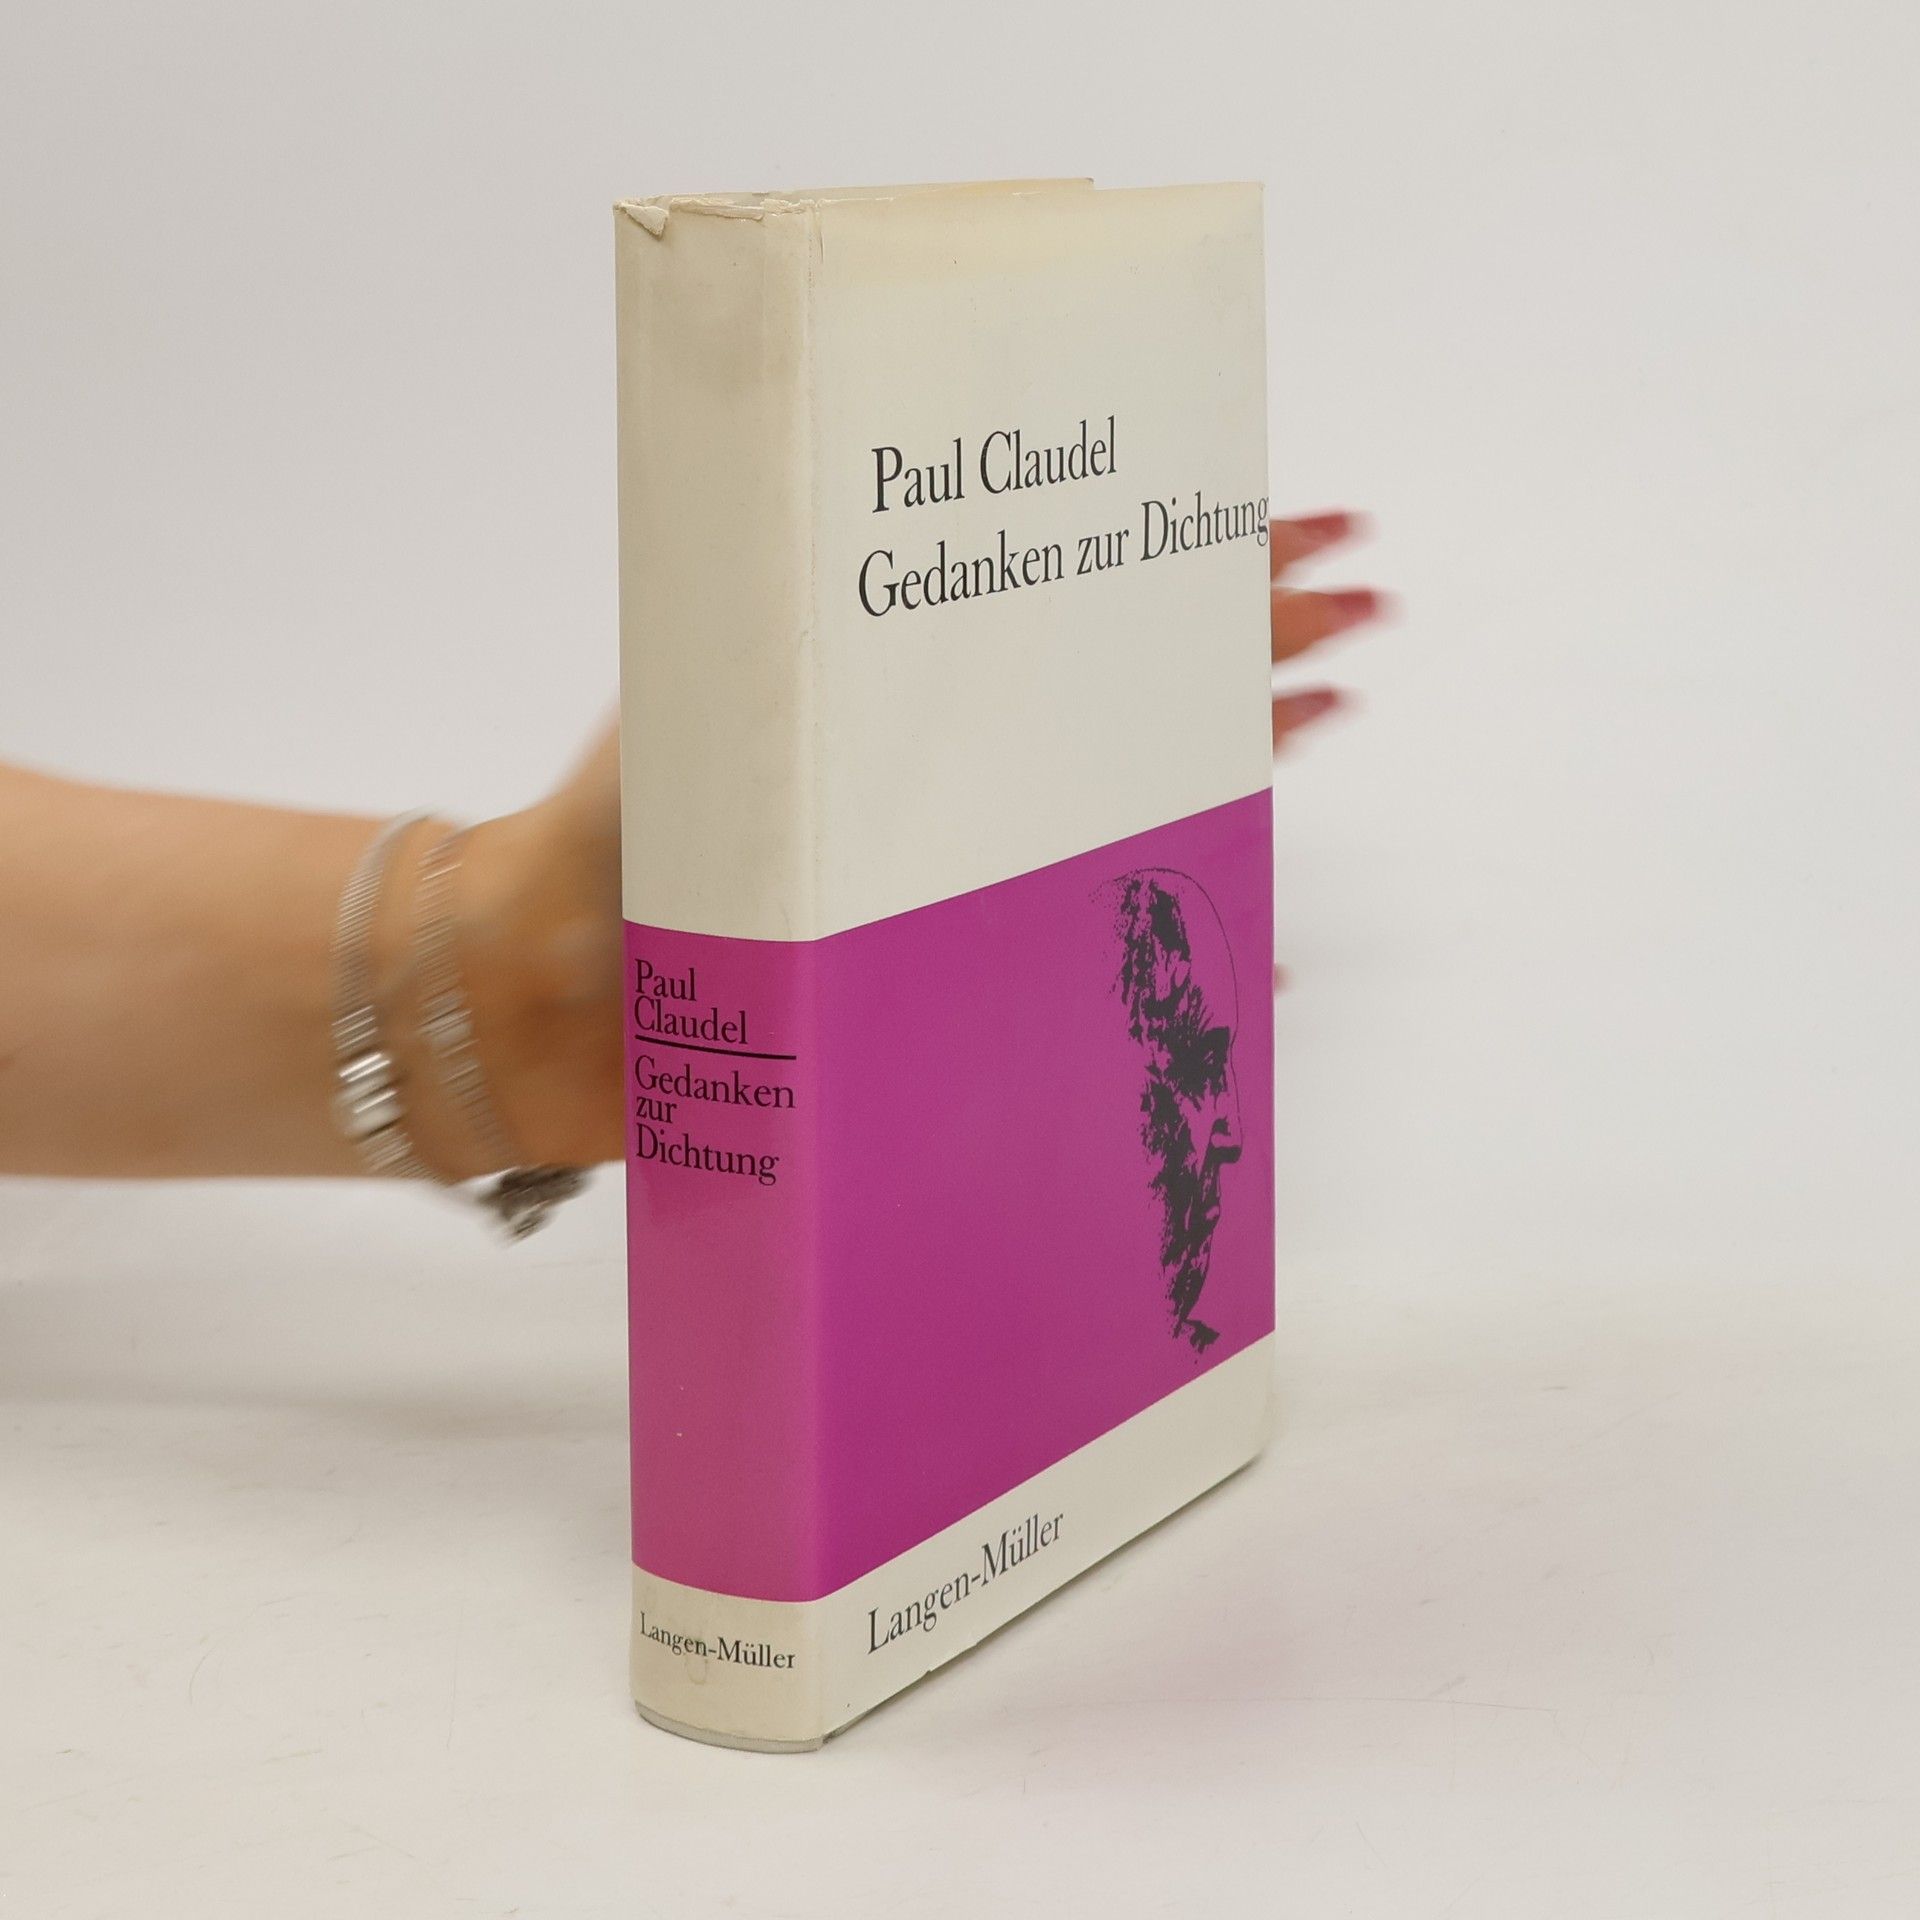 Paul Claudel
Gedanken zur Dichtung
Paul
Claudel
Gedanken
zur
Dichtung
Langen-Müller
Langen-Müller